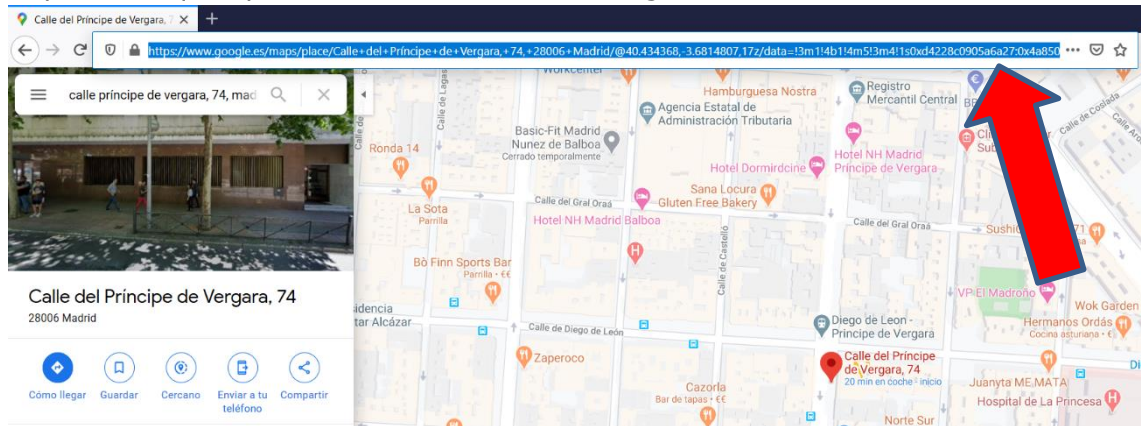 Calle del Príncipe de Vergara, 7
https://www.google.es/maps/place/Calle+del+Príncipe+de+Vergara,+74,+28006+Madrid/@40.434368,-3.6814807,17z/data=!3m1!4b1!4m5!3m4!1s0xd4228c0905a6a27:0x4a850
calle príncipe de vergara, 74, mad
Calle del Príncipe de Vergara, 74
28006 Madrid
Cómo llegar
Guardar
Cercano
Enviar a tu
teléfono
Compartir
Workcenter
Hamburguesa Nostra
Registro
Mercantil Central
Agencia Estatal de
Administración Tributaria
Calle de Lagas
Basic-Fit Madrid
Nunez de Balboa
Cerrado temporalmente
Ronda 14
Hotel Dormirdcine
Hotel NH Madrid
Príncipe de Vergara
Calle de Coslada
Sana Locura
Gluten Free Bakery
La Sota
Parrilla
Calle del Gral Oraá
Hotel NH Madrid Balboa
Calle del Gral Oraá
Calle de Castelló
Bò Finn Sports Bar
Parrilla · €€
VP El Madroño
Wok Garden
Hermanos Ordás
Cocina asturiana · €
idencia
tar Alcázar
Calle de Diego de León
Diego de Leon -
Principe de Vergara
Zaperoco
Calle del Príncipe
de Vergara, 74
20 min en coche - inicio
Cazorla
Bar de tapas · €€
Juanyta ME,MATA
Hospital de La Princesa
Norte Sur